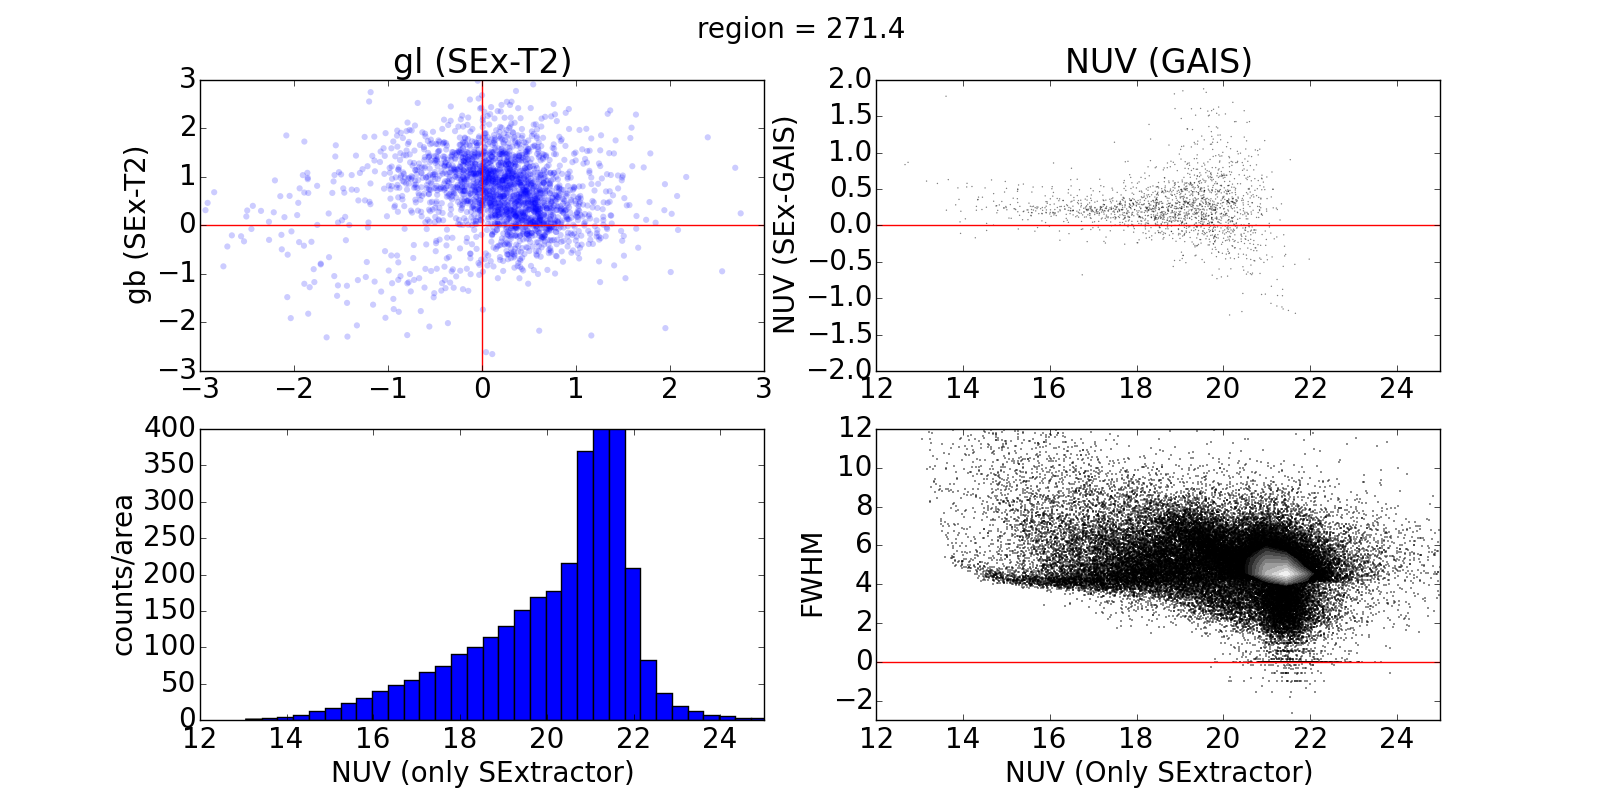 region = 271.4
gl (SEx-T2)
NUV (GAIS)
3
2
1
0
−1
−2
−3
gb (SEx-T2)
−3 −2 −1 0 1 2 3
2.0
1.5
1.0
0.5
0.0
−0.5
−1.0
−1.5
−2.0
NUV (SEx-GAIS)
12 14 16 18 20 22 24
400
350
300
250
200
150
100
50
0
counts/area
12 14 16 18 20 22 24
NUV (only SExtractor)
12
10
8
6
4
2
0
−2
FWHM
12 14 16 18 20 22 24
NUV (Only SExtractor)